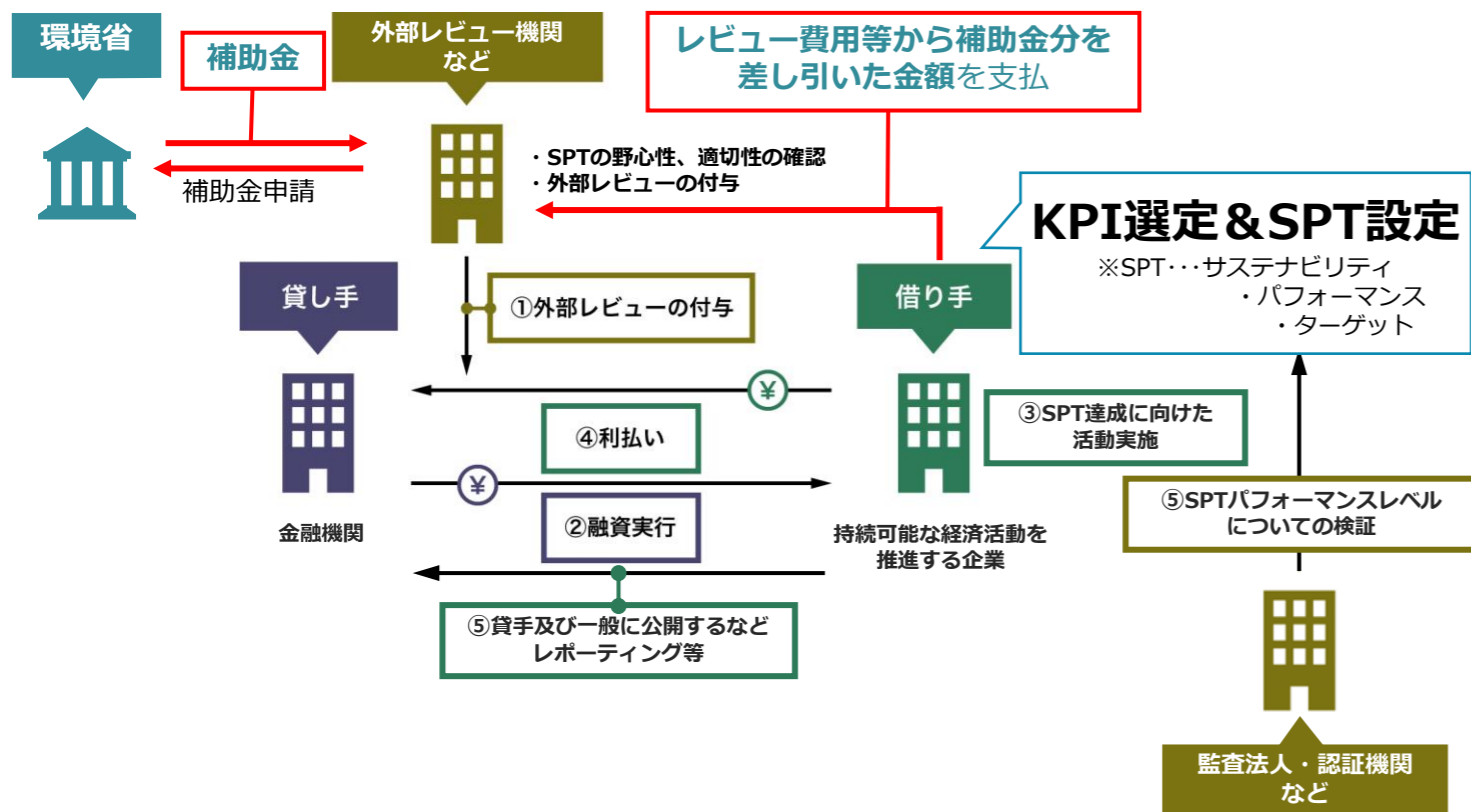 環境省
補助金
外部レビュー機関
など
レビュー費用等から補助金分を
差し引いた金額を支払
補助金申請
・SPTの野心性、適切性の確認
・外部レビューの付与
KPI選定＆SPT設定
※SPT･･･サステナビリティ
・パフォーマンス
・ターゲット
貸し手
①外部レビューの付与
借り手
¥
④利払い
③SPT達成に向けた
活動実施
¥
②融資実行
⑤SPTパフォーマンスレベル
についての検証
金融機関
持続可能な経済活動を
推進する企業
⑤貸手及び一般に公開するなど
レポーティング等
監査法人・認証機関
など